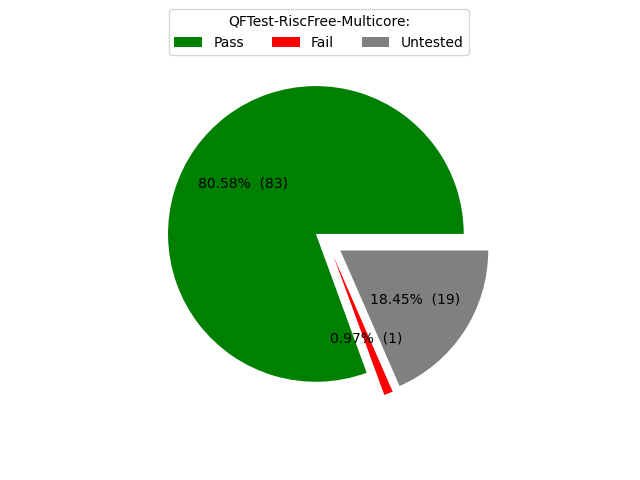 QFTest-RiscFree-Multicore:
Pass Fail Untested
80.58% (83)
18.45% (19)
0.97% (1)